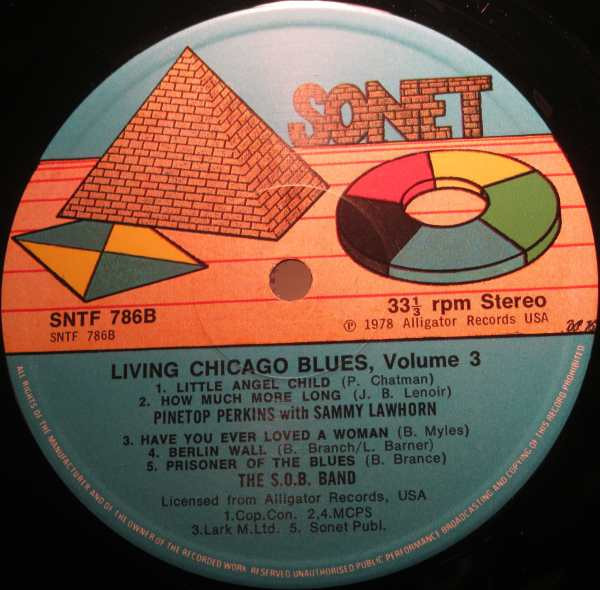 SONET
SNTF 786B
SNTF 786B
33⅓ rpm Stereo
Ⓟ 1978 Alligator Records USA
LIVING CHICAGO BLUES, Volume 3
1. LITTLE ANGEL CHILD (P. Chatman)
2. HOW MUCH MORE LONG (J. B. Lenoir)
PINETOP PERKINS with SAMMY LAWHORN
3. HAVE YOU EVER LOVED A WOMAN (B. Myles)
4. BERLIN WALL (B. Branch/L. Barner)
5. PRISONER OF THE BLUES (B. Brance)
THE S.O.B. BAND
Licensed from Alligator Records, USA
1.Cop.Con. 2.4.MCPS
3.Lark M.Ltd. 5. Sonet Publ.
ALL RIGHTS OF THE MANUFACTURER AND OF THE OWNER OF THE RECORDED WORK RESERVED UNAUTHORISED PUBLIC PERFORMANCE BROADCASTING AND COPYING OF THIS RECORD PROHIBITED